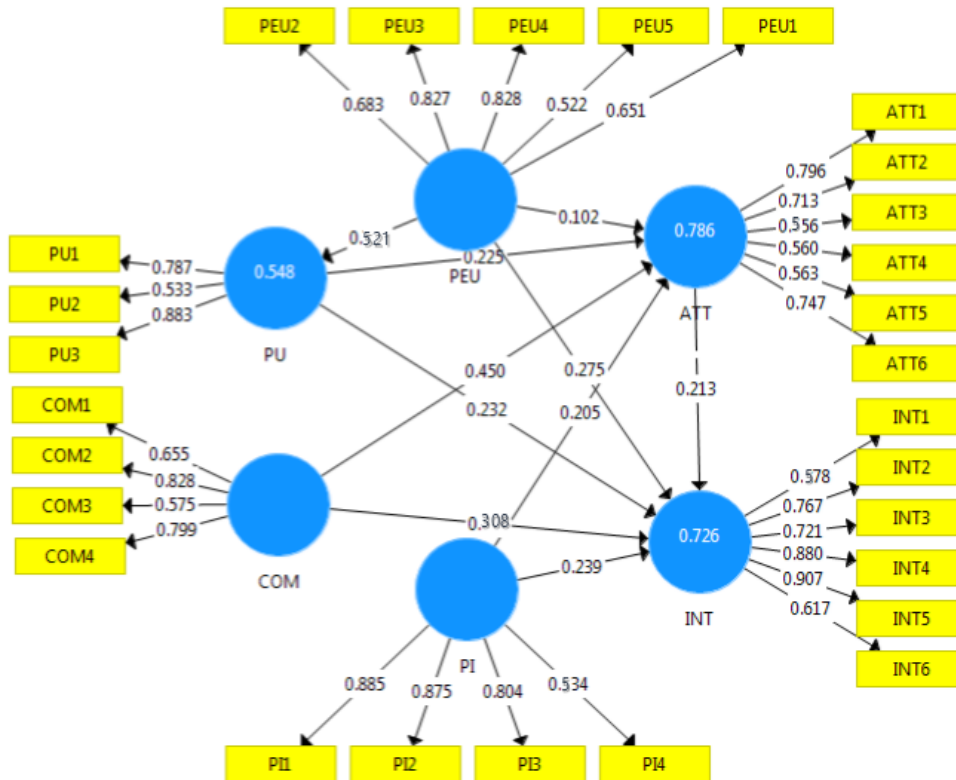 PEU2 PEU3 PEU4 PEU5 PEU1
0.683 0.827 0.828 0.522 0.651
ATT1
ATT2
ATT3
ATT4
ATT5
ATT6
0.796
0.713
0.556
0.560
0.563
0.747
0.102
0.786
ATT
0.521
0.225
PEU
PU1
PU2
PU3
0.787
0.533
0.883
0.548
PU
0.450
0.275
0.232
0.205
0.213
COM1
COM2
COM3
COM4
0.655
0.828
0.575
0.799
COM
0.308
0.239
0.726
INT
INT1
INT2
INT3
INT4
INT5
INT6
0.578
0.767
0.721
0.880
0.907
0.617
PI
0.885 0.875 0.804 0.534
PI1 PI2 PI3 PI4